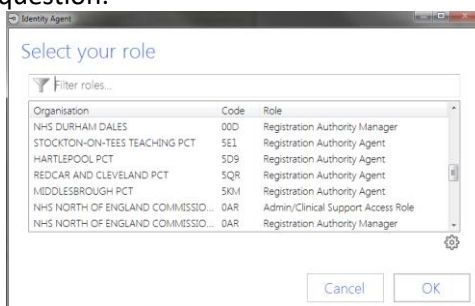 question.
Identity Agent
Select your role
Filter roles...
Organisation Code Role
NHS DURHAM DALES 00D Registration Authority Manager
STOCKTON-ON-TEES TEACHING PCT 5E1 Registration Authority Agent
HARTLEPOOL PCT 5D9 Registration Authority Agent
REDCAR AND CLEVELAND PCT 5QR Registration Authority Agent
MIDDLESBROUGH PCT 5KM Registration Authority Agent
NHS NORTH OF ENGLAND COMMISSIO... 0AR Admin/Clinical Support Access Role
NHS NORTH OF ENGLAND COMMISSIO... 0AR Registration Authority Manager
Cancel OK